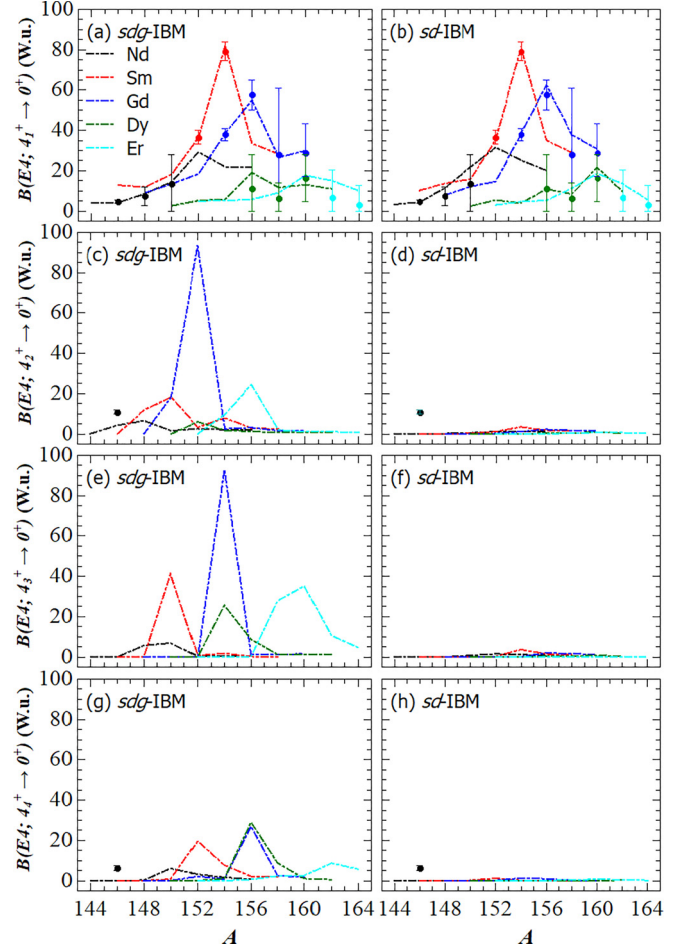 (a) sdg-IBM
Nd
Sm
Gd
Dy
Er
(b) sd-IBM
100
80
60
40
20
0
B(E4; 4₁⁺ → 0⁺) (W.u.)
(c) sdg-IBM
(d) sd-IBM
100
80
60
40
20
0
B(E4; 4₂⁺ → 0⁺) (W.u.)
(e) sdg-IBM
(f) sd-IBM
100
80
60
40
20
0
B(E4; 4₃⁺ → 0⁺) (W.u.)
(g) sdg-IBM
(h) sd-IBM
100
80
60
40
20
0
B(E4; 4₄⁺ → 0⁺) (W.u.)
144 148 152 156 160 164 144 148 152 156 160 164
A A